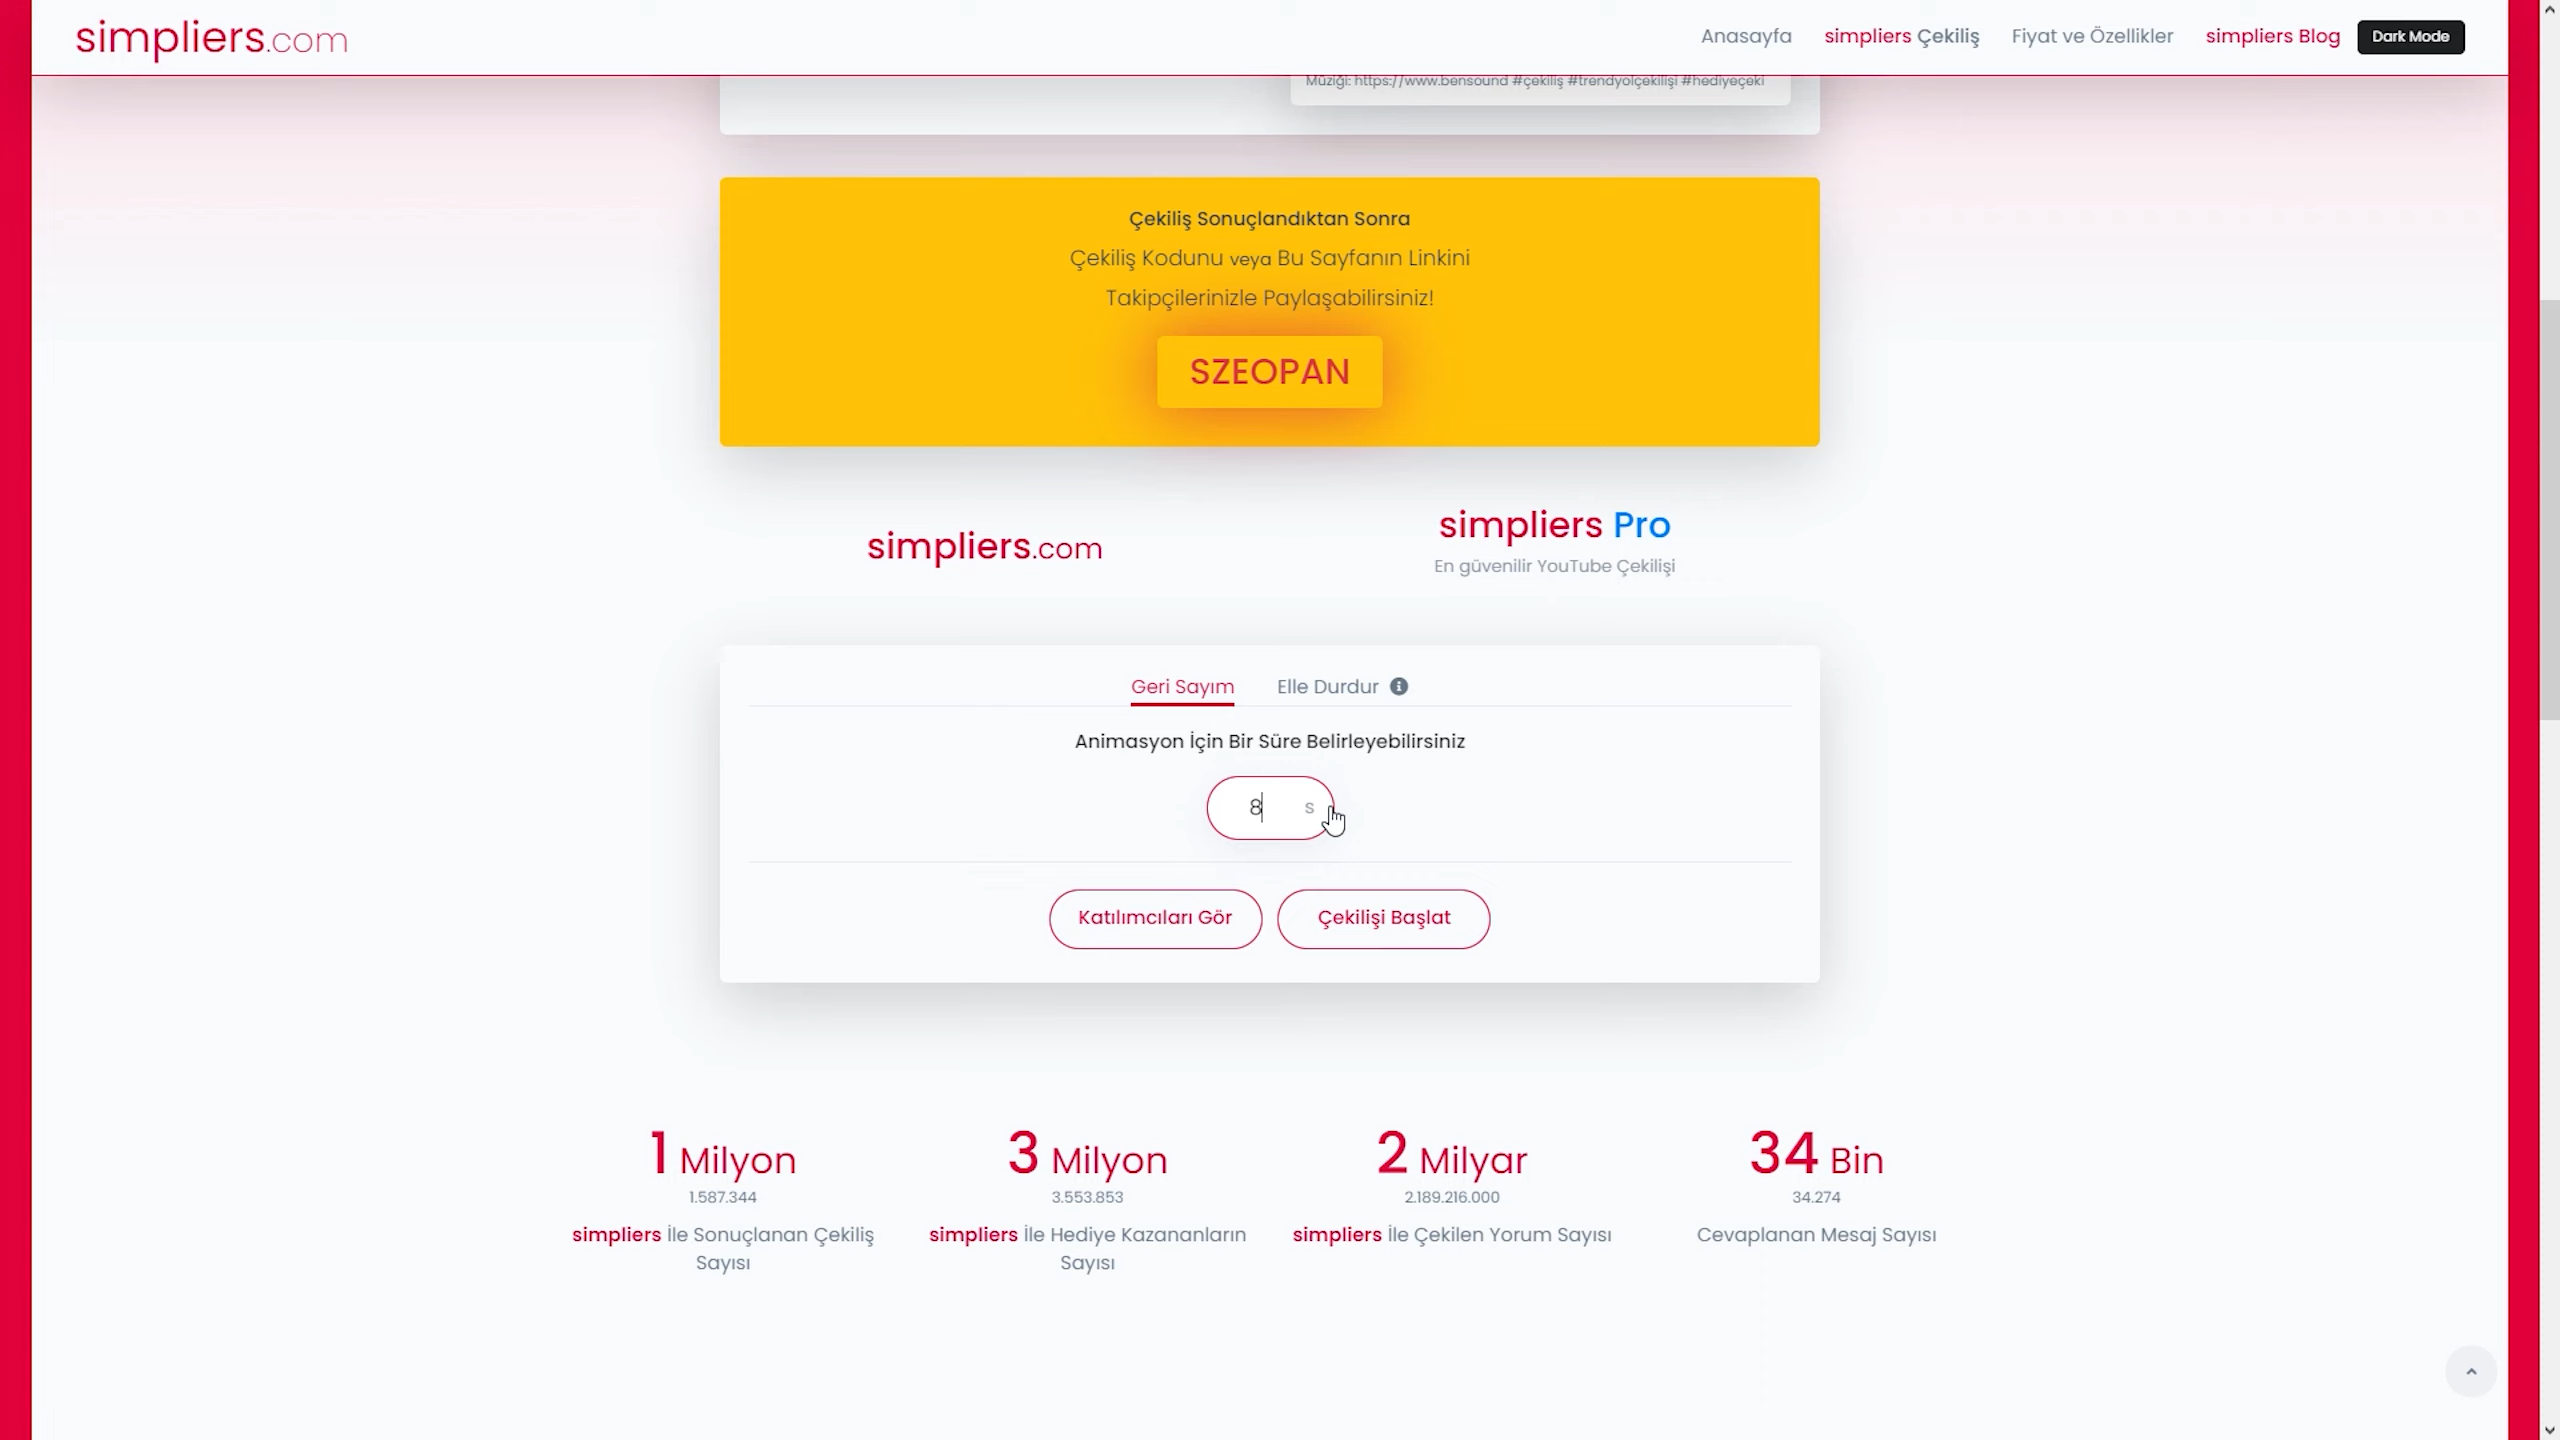 simpliers.com
Anasayfa simpliers Çekiliş Fiyat ve Özellikler simpliers Blog Dark Mode
Müziği: https://www.bensound #çekiliş #trendyolçekilişi #hediyeçeki
Çekiliş Sonuçlandıktan Sonra
Çekiliş Kodunu veya Bu Sayfanın Linkini
Takipçilerinizle Paylaşabilirsiniz!
SZEOPAN
simpliers.com
simpliers Pro
En güvenilir YouTube Çekilişi
Geri Sayım Elle Durdur
Animasyon İçin Bir Süre Belirleyebilirsiniz
8 s
Katılımcıları Gör Çekilişi Başlat
1 Milyon
1.587.344
simpliers İle Sonuçlanan Çekiliş
Sayısı
3 Milyon
3.553.853
simpliers İle Hediye Kazananların
Sayısı
2 Milyar
2.189.216.000
simpliers İle Çekilen Yorum Sayısı
34 Bin
34.274
Cevaplanan Mesaj Sayısı